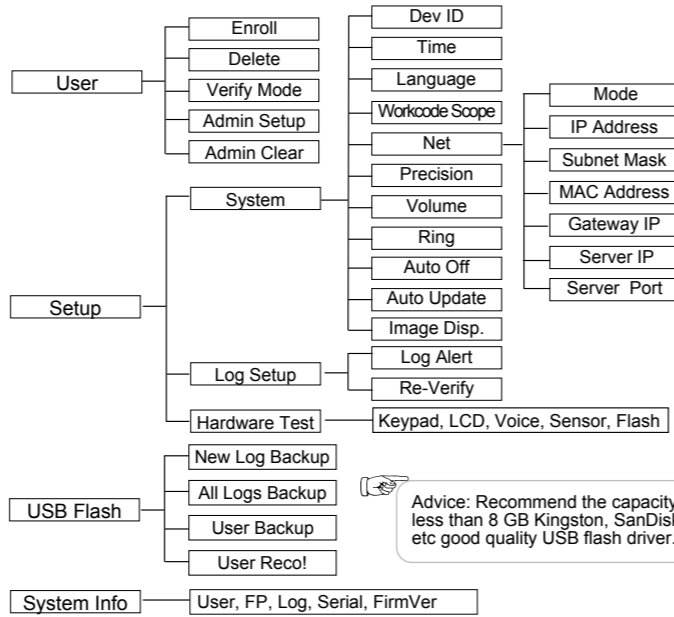 User
Enroll
Delete
Verify Mode
Admin Setup
Admin Clear
Setup
System
Dev ID
Time
Language
Workcode Scope
Net
Mode
IP Address
Subnet Mask
MAC Address
Gateway IP
Server IP
Server Port
Precision
Volume
Ring
Auto Off
Auto Update
Image Disp.
Log Setup
Log Alert
Re-Verify
Hardware Test
Keypad, LCD, Voice, Sensor, Flash
USB Flash
New Log Backup
All Logs Backup
User Backup
User Reco!
Advice: Recommend the capacity
less than 8 GB Kingston, SanDisk
etc good quality USB flash driver.
System Info
User, FP, Log, Serial, FirmVer